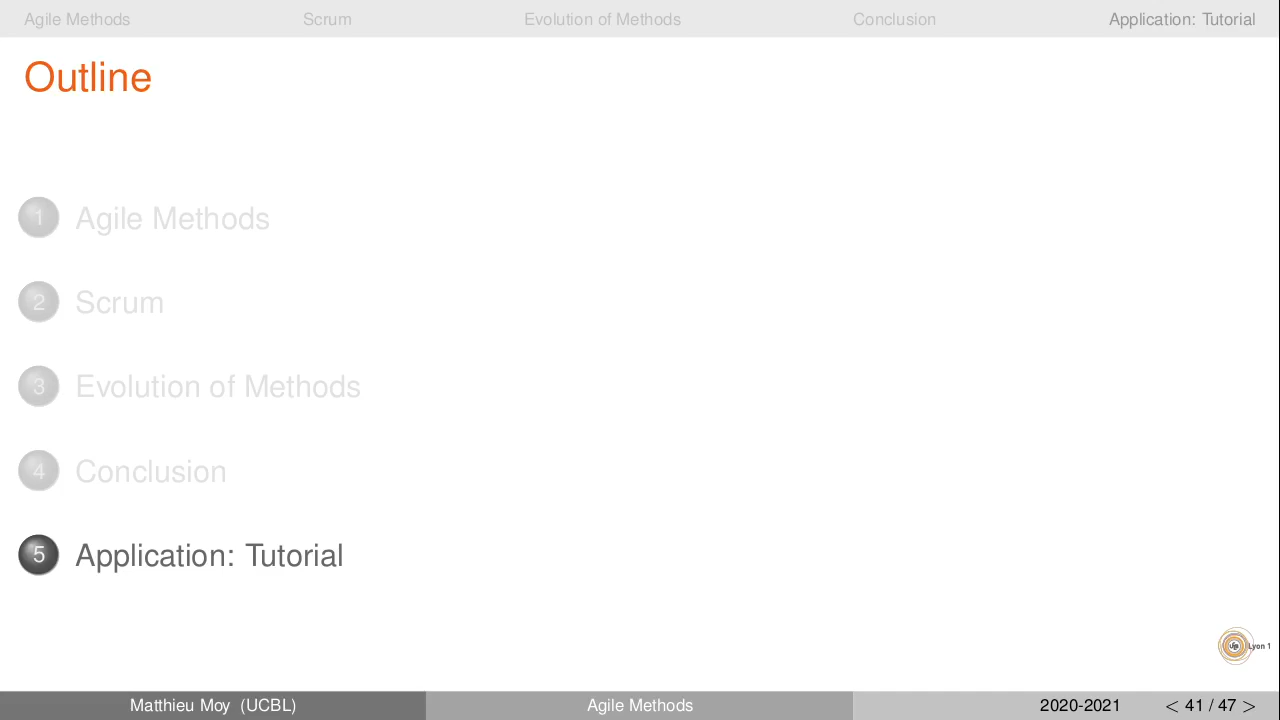 Agile Methods Scrum Evolution of Methods Conclusion Application: Tutorial
Outline
1 Agile Methods
2 Scrum
3 Evolution of Methods
4 Conclusion
5 Application: Tutorial
Lyon 1
Matthieu Moy (UCBL) Agile Methods 2020-2021 < 41 / 47 >